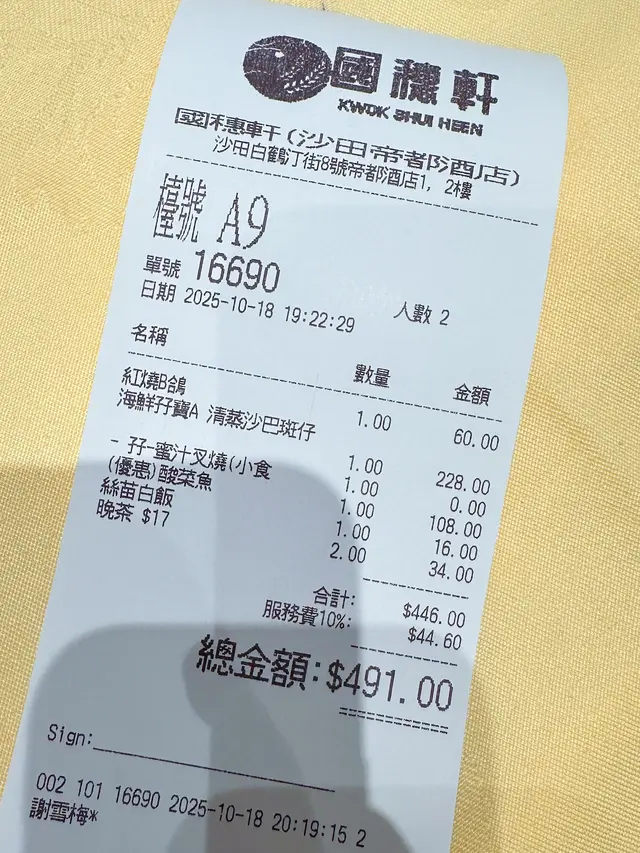 國穗軒
KWOK SHUI HEEN
國穗軒(沙田帝都酒店)
沙田白鶴汀街8號帝都酒店1, 2樓
檯號 A9
單號 16690
日期 2025-10-18 19:22:29 人數 2
名稱 數量 金額
紅燒B鴿 1.00 60.00
海鮮孖寶A 清蒸沙巴斑仔
1.00 228.00
- 孖-蜜汁叉燒(小食 1.00 0.00
(優惠)酸菜魚 1.00 108.00
絲苗白飯 1.00 16.00
晚茶 $17 2.00 34.00
合計: $446.00
服務費10%: $44.60
總金額:$491.00
Sign:
002 101 16690 2025-10-18 20:19:15 2
謝雪梅*